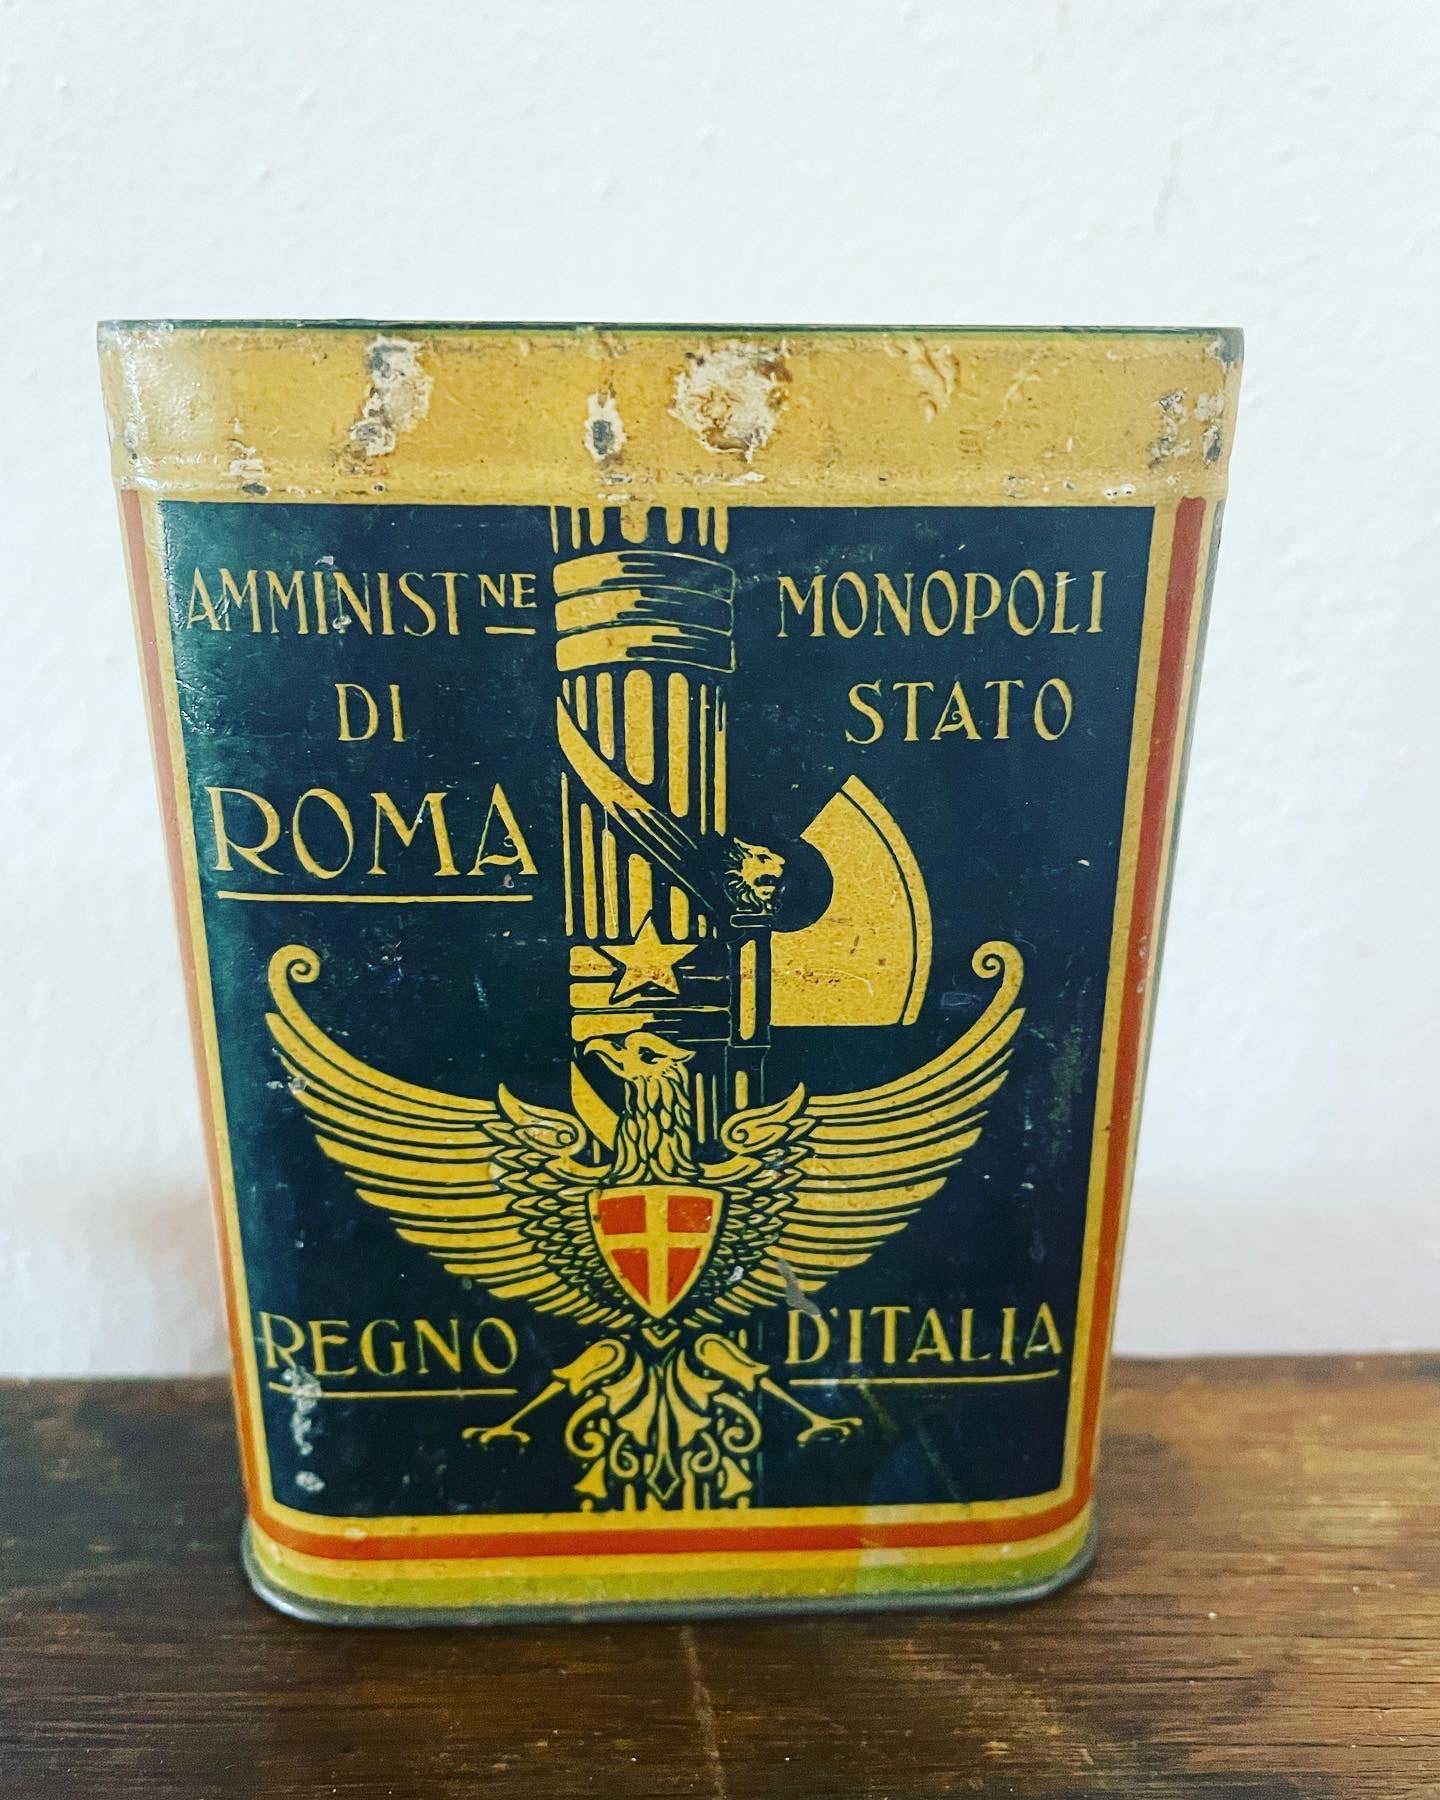 AMMINISTNE
DI
ROMA
MONOPOLI
STATO
REGNO D'ITALIA